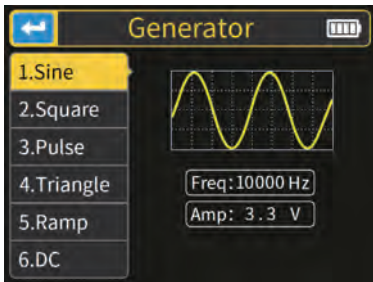 Generator
1.Sine
2.Square
3.Pulse
4.Triangle
5.Ramp
6.DC
Freq:10000 Hz
Amp: 3.3 V